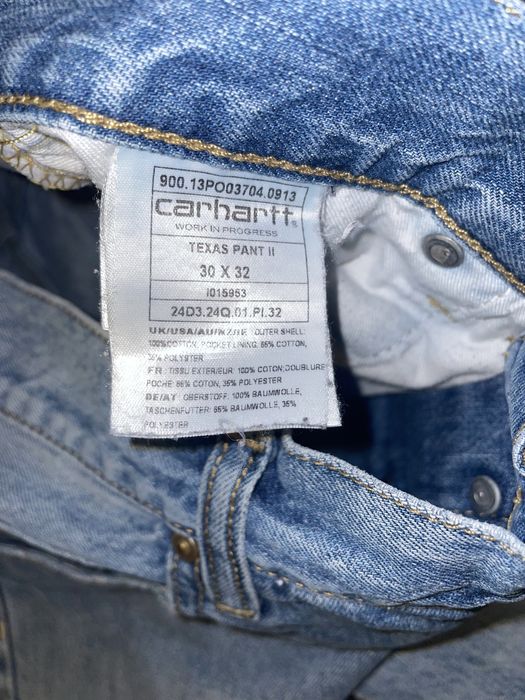 900.13PO03704.0913
carhartt®
WORK IN PROGRESS
TEXAS PANT II
30 X 32
I015953
24D3.24Q.01.PI.32
UK/USA/AU/NZ/IE OUTER SHELL:
100%COTTON, POCKET LINING: 65% COTTON,
35% POLYESTER
FR: TISSU EXTERIEUR: 100% COTON;DOUBLURE
POCHE 65% COTON, 35% POLYESTER
DE/AT: OBERSTOFF: 100% BAUMWOLLE,
TASCHENFUTTER: 65% BAUMWOLLE, 35%
POLYESTER